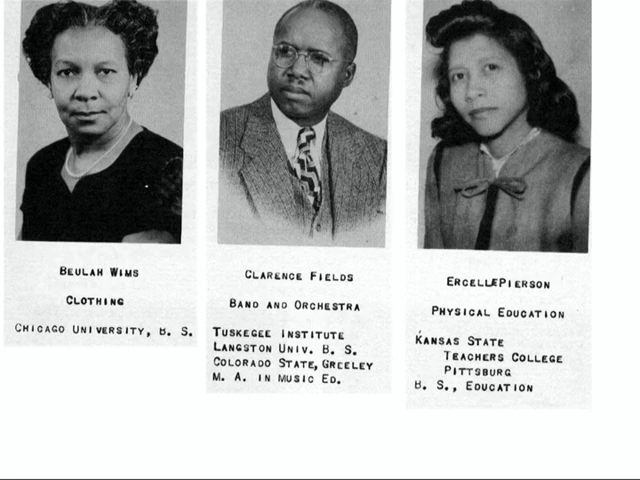 BEULAH WIMS
CLOTHING
CHICAGO UNIVERSITY, B. S.
CLARENCE FIELDS
BAND AND ORCHESTRA
TUSKEGEE INSTITUTE
LANGSTON UNIV. B. S.
COLORADO STATE, GREELEY
M. A. IN MUSIC ED.
ERCELLE PIERSON
PHYSICAL EDUCATION
KANSAS STATE
TEACHERS COLLEGE
PITTSBURG
B. S., EDUCATION